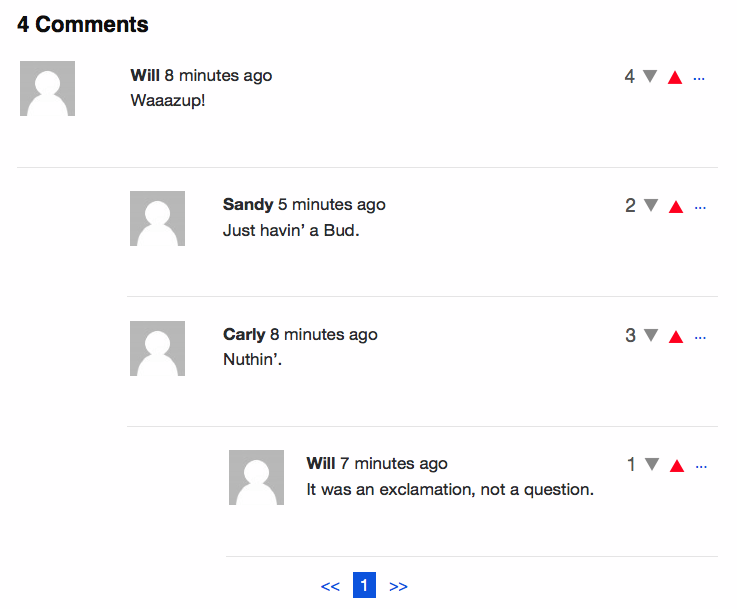 4 Comments
Will 8 minutes ago 4 ▼ ▲ ...
Waaazup!
Sandy 5 minutes ago 2 ▼ ▲ ...
Just havin’ a Bud.
Carly 8 minutes ago 3 ▼ ▲ ...
Nuthin’.
Will 7 minutes ago 1 ▼ ▲ ...
It was an exclamation, not a question.
<< 1 >>